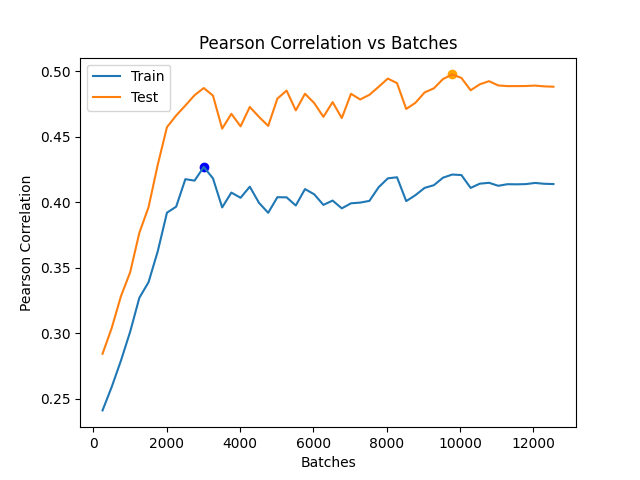 Pearson Correlation vs Batches
Train
Test
0.50
0.45
0.40
0.35
0.30
0.25
Pearson Correlation
0
2000
4000
6000
8000
10000
12000
Batches